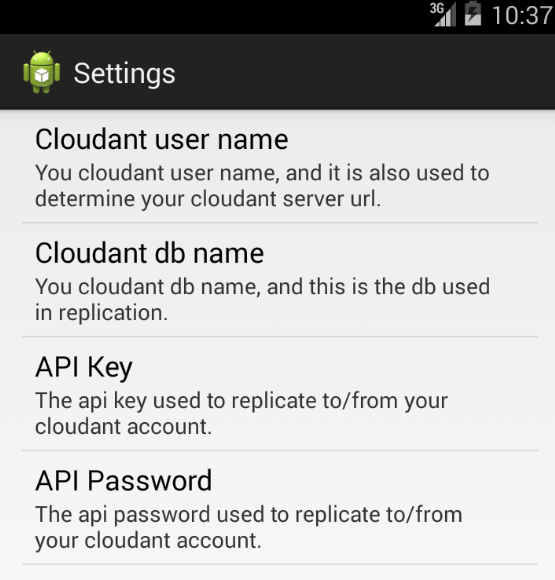 3G 10:37
Settings
Cloudant user name
You cloudant user name, and it is also used to
determine your cloudant server url.
Cloudant db name
You cloudant db name, and this is the db used
in replication.
API Key
The api key used to replicate to/from your
cloudant account.
API Password
The api password used to replicate to/from
your cloudant account.